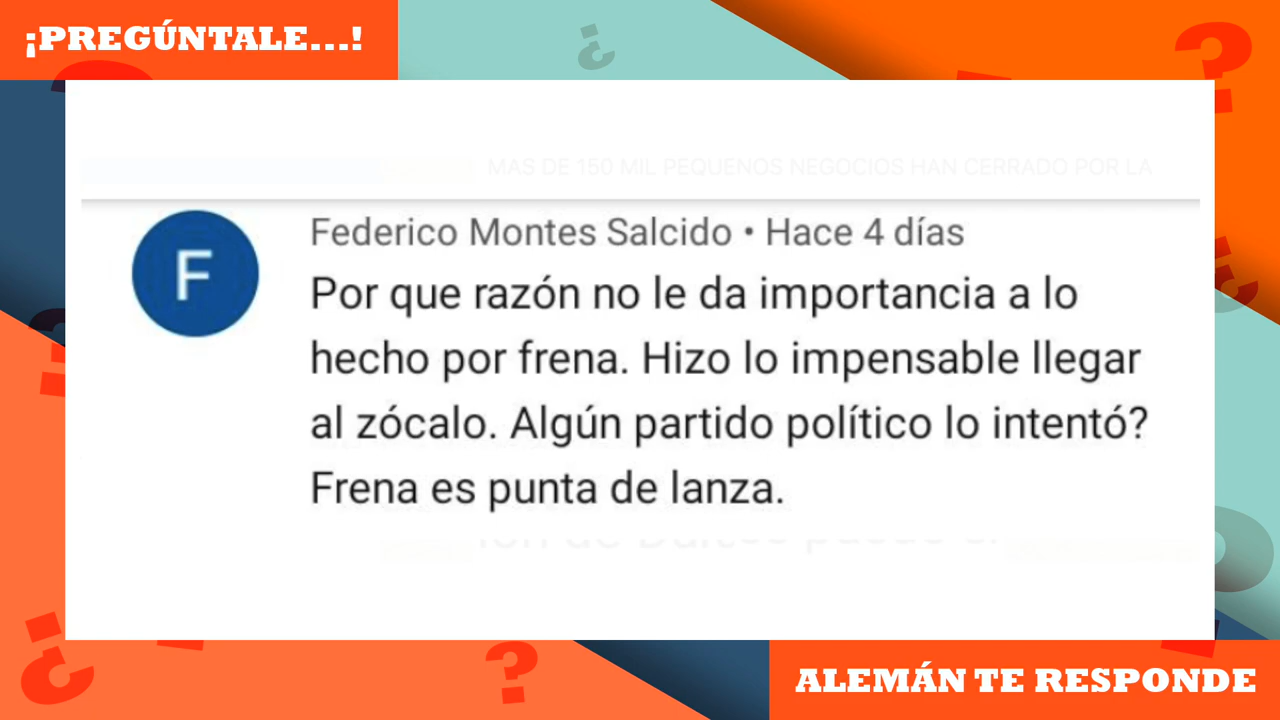 ¡PREGÚNTALE...!
MAS DE 150 MIL PEQUENOS NEGOCIOS HAN CERRADO POR LA
F
Federico Montes Salcido • Hace 4 días
Por que razón no le da importancia a lo
hecho por frena. Hizo lo impensable llegar
al zócalo. Algún partido político lo intentó?
Frena es punta de lanza.
ALEMÁN TE RESPONDE